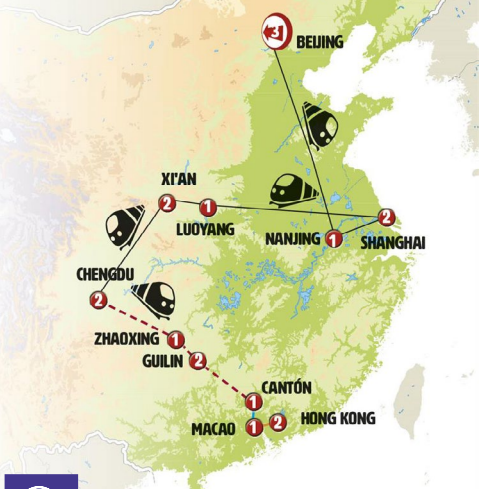 3
BEIJING
XI'AN
2
1
LUOYANG
2
NANJING
1
SHANGHAI
CHENGDU
2
ZHAOXING
1
GUILIN
2
CANTÓN
1
MACAO
1
2
HONG KONG